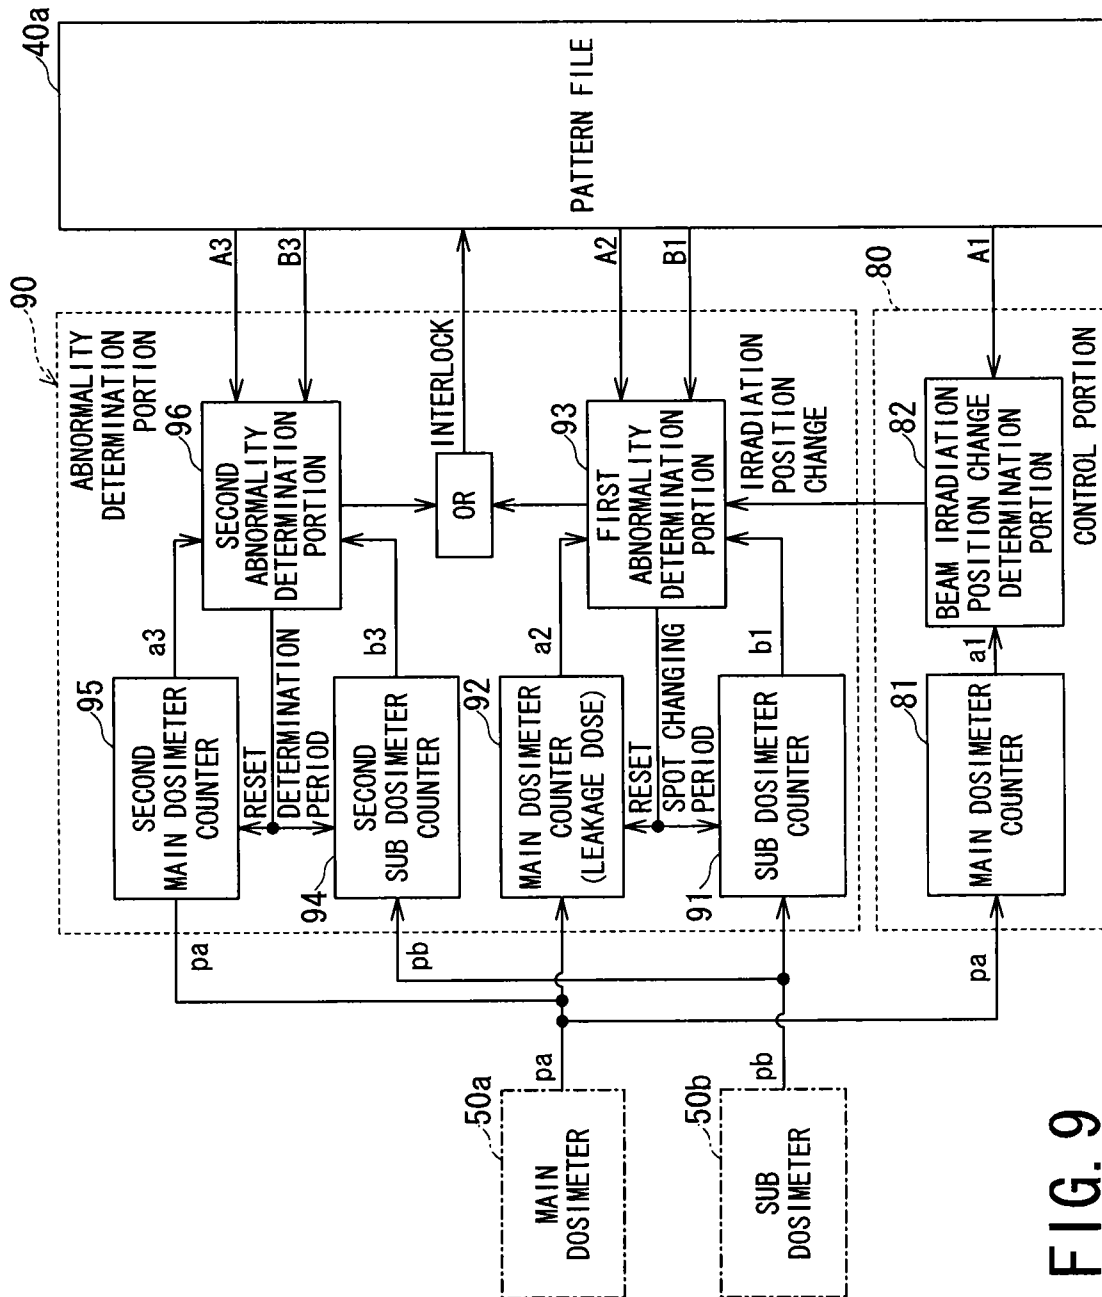 40a
PATTERN FILE
90
ABNORMALITY
DETERMINATION
PORTION
A3
B3
A2
B1
A1
96
SECOND
ABNORMALITY
DETERMINATION
PORTION
INTERLOCK
OR
93
FIRST
ABNORMALITY
DETERMINATION
PORTION
IRRADIATION
POSITION
CHANGE
80
82
BEAM IRRADIATION
POSITION CHANGE
DETERMINATION
PORTION
CONTROL PORTION
a3
b3
a2
b1
a1
95
SECOND
MAIN DOSIMETER
COUNTER
RESET
DETERMINATION
PERIOD
94
SECOND
SUB DOSIMETER
COUNTER
92
MAIN DOSIMETER
COUNTER
(LEAKAGE DOSE)
RESET
SPOT CHANGING
PERIOD
91
SUB DOSIMETER
COUNTER
81
MAIN DOSIMETER
COUNTER
pa
pb
pa
pa
pb
50a
MAIN
DOSIMETER
50b
SUB
DOSIMETER
FIG. 9